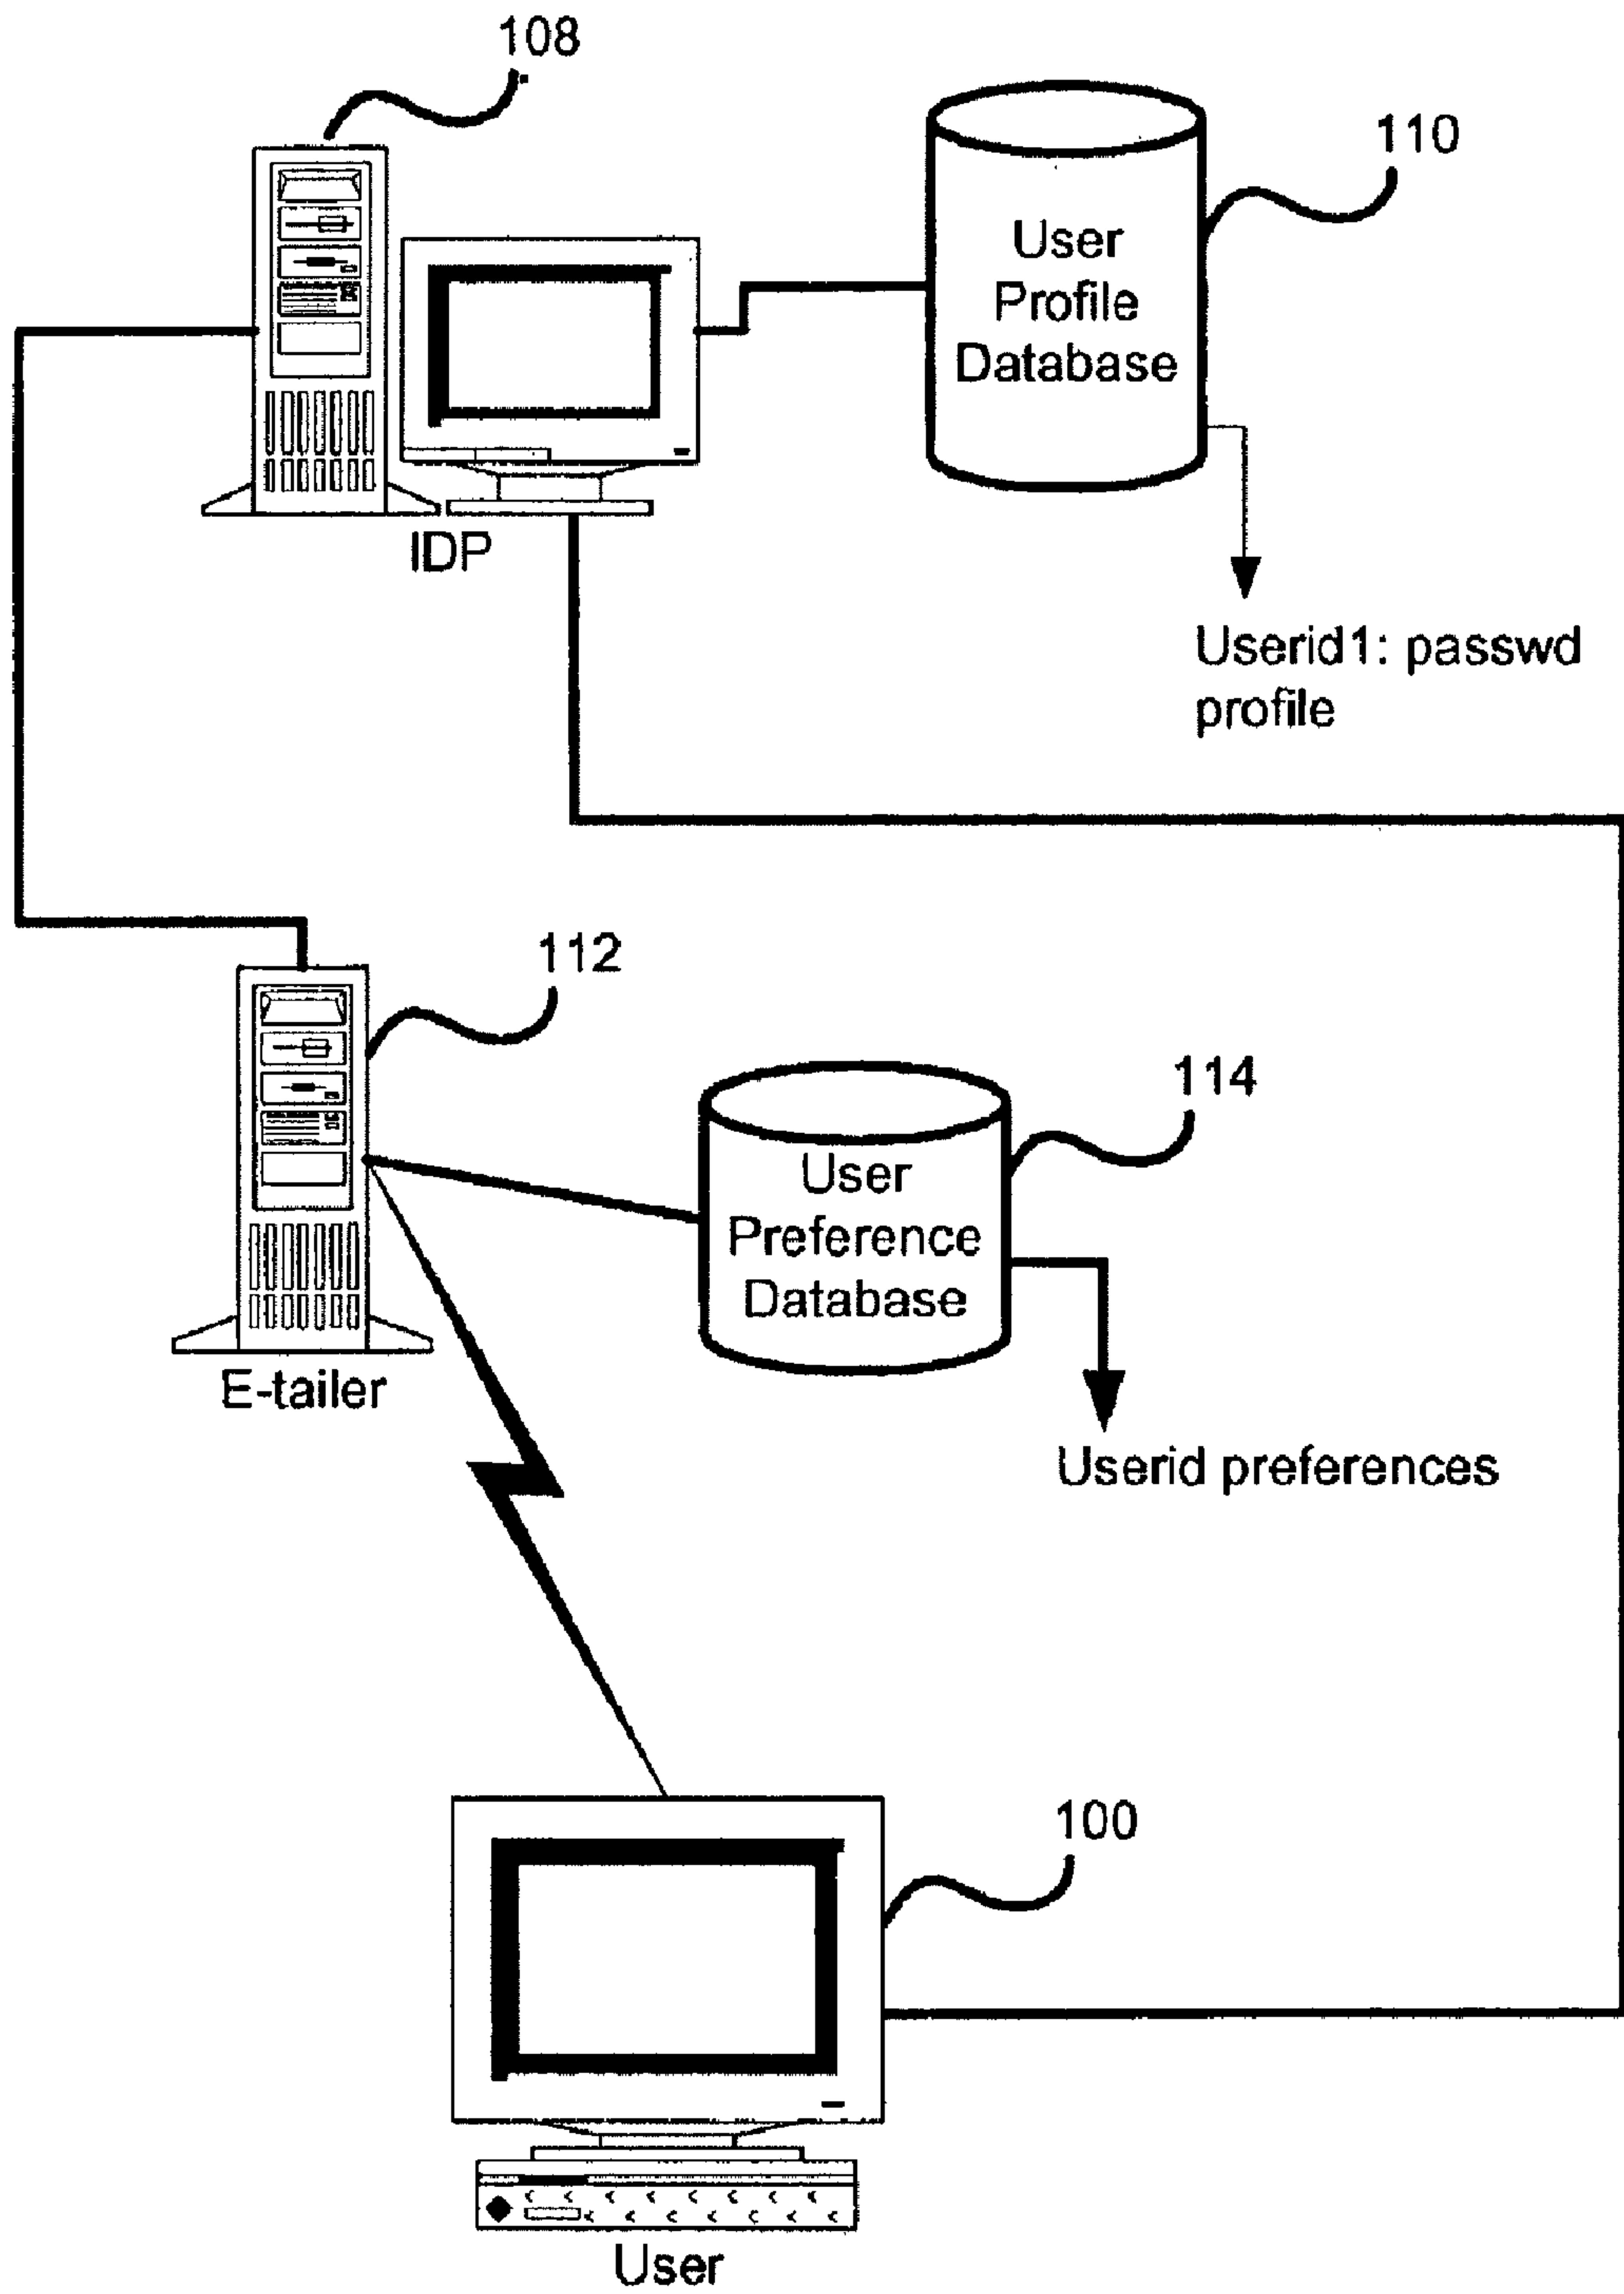 108
110
User
Profile
Database
IDP
Userid1: passwd
profile
112
114
User
Preference
Database
E-tailer
Userid preferences
100
User